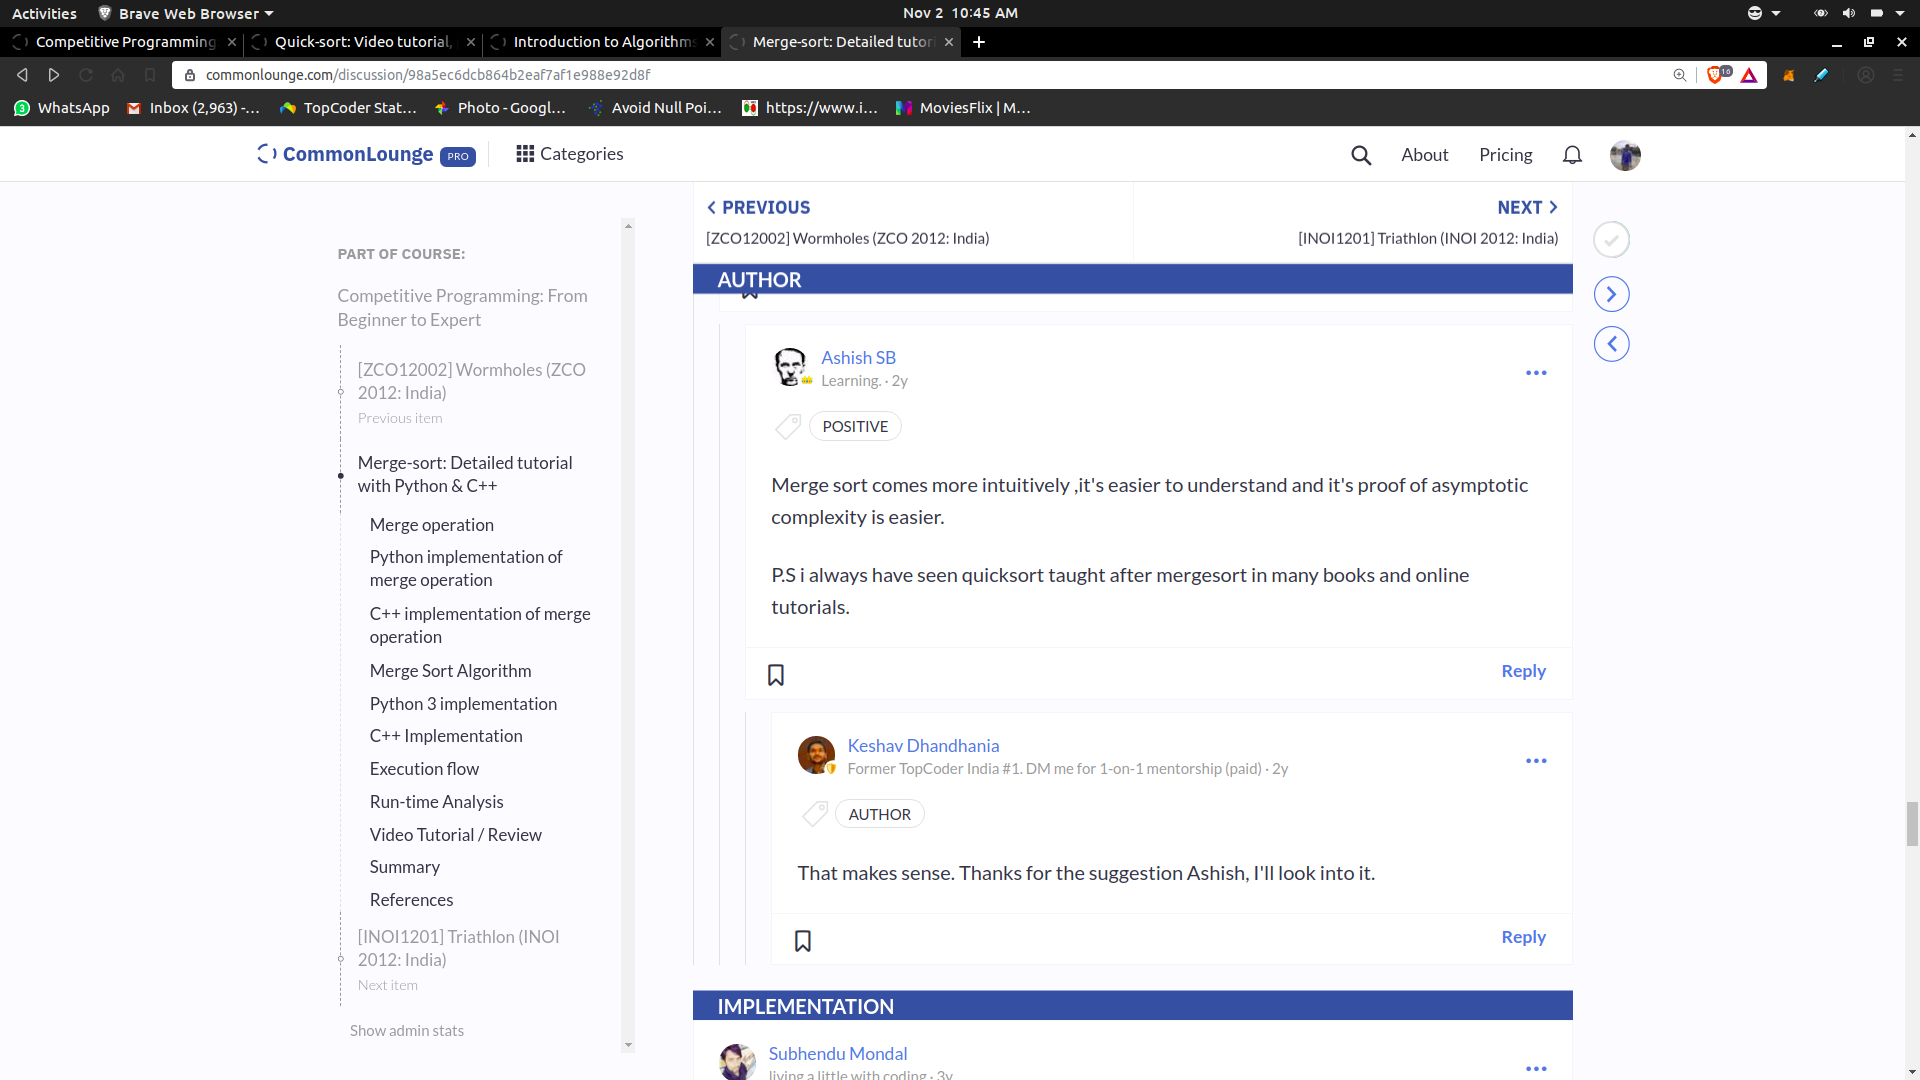 Activities
Brave Web Browser
Nov 2 10:45 AM
Competitive Programming
Quick-sort: Video tutorial,
Introduction to Algorithms
Merge-sort: Detailed tutori
commonlounge.com/discussion/98a5ec6dcb864b2eaf7af1e988e92d8f
16
3
WhatsApp
Inbox (2,963) -...
TopCoder Stat...
Photo - Googl...
Avoid Null Poi...
https://www.i...
MoviesFlix | M...
CommonLounge PRO
Categories
About
Pricing
PREVIOUS
[ZCO12002] Wormholes (ZCO 2012: India)
NEXT
[INOI1201] Triathlon (INOI 2012: India)
PART OF COURSE:
Competitive Programming: From
Beginner to Expert
[ZCO12002] Wormholes (ZCO
2012: India)
Previous item
Merge-sort: Detailed tutorial
with Python & C++
Merge operation
Python implementation of
merge operation
C++ implementation of merge
operation
Merge Sort Algorithm
Python 3 implementation
C++ Implementation
Execution flow
Run-time Analysis
Video Tutorial / Review
Summary
References
[INOI1201] Triathlon (INOI
2012: India)
Next item
Show admin stats
AUTHOR
Ashish SB
Learning. · 2y
POSITIVE
Merge sort comes more intuitively ,it's easier to understand and it's proof of asymptotic
complexity is easier.
P.S i always have seen quicksort taught after mergesort in many books and online
tutorials.
Reply
Keshav Dhandhania
Former TopCoder India #1. DM me for 1-on-1 mentorship (paid) · 2y
AUTHOR
That makes sense. Thanks for the suggestion Ashish, I'll look into it.
Reply
IMPLEMENTATION
Subhendu Mondal
living a little with coding · 3y